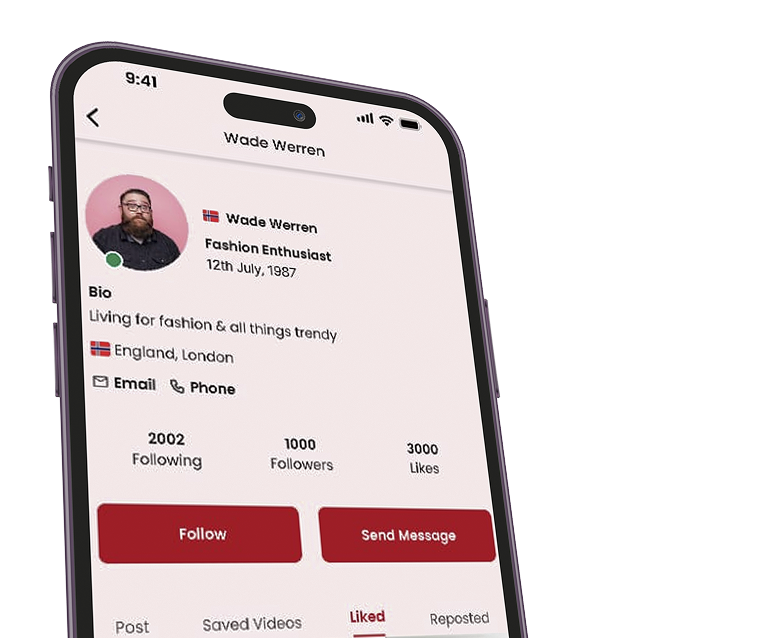 9:41
Wade Werren
Wade Werren
Fashion Enthusiast
12th July, 1987
Bio
Living for fashion & all things trendy
England, London
Email Phone
2002 1000 3000
Following Followers Likes
Follow Send Message
Post Saved Videos Liked Reposted